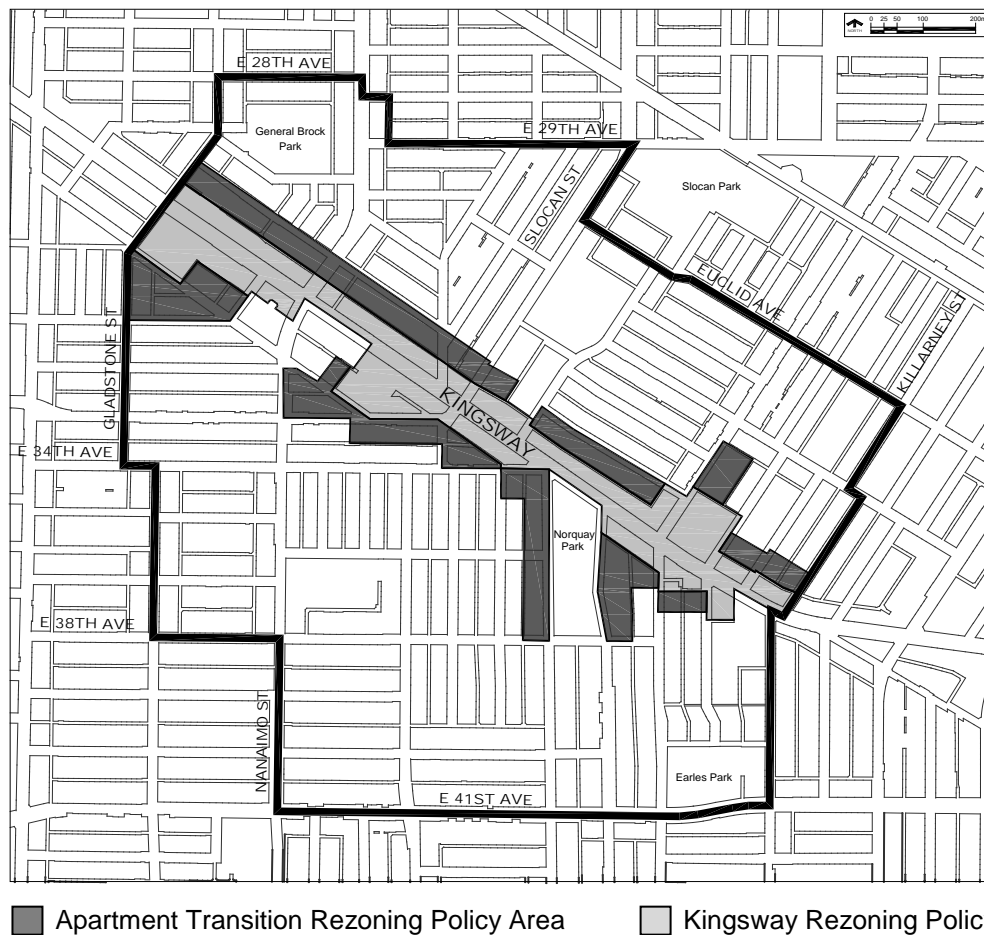 0 25 50 100 200m
NORTH
E 28TH AVE
General Brock
Park
E 29TH AVE
SLOCAN ST
Slocan Park
EUCLID AVE
KILLARNEY ST
GLADSTONE ST
KINGSWAY
E 34TH AVE
Norquay
Park
E 38TH AVE
NANAIMO ST
Earles Park
E 41ST AVE
Apartment Transition Rezoning Policy Area
Kingsway Rezoning Polic